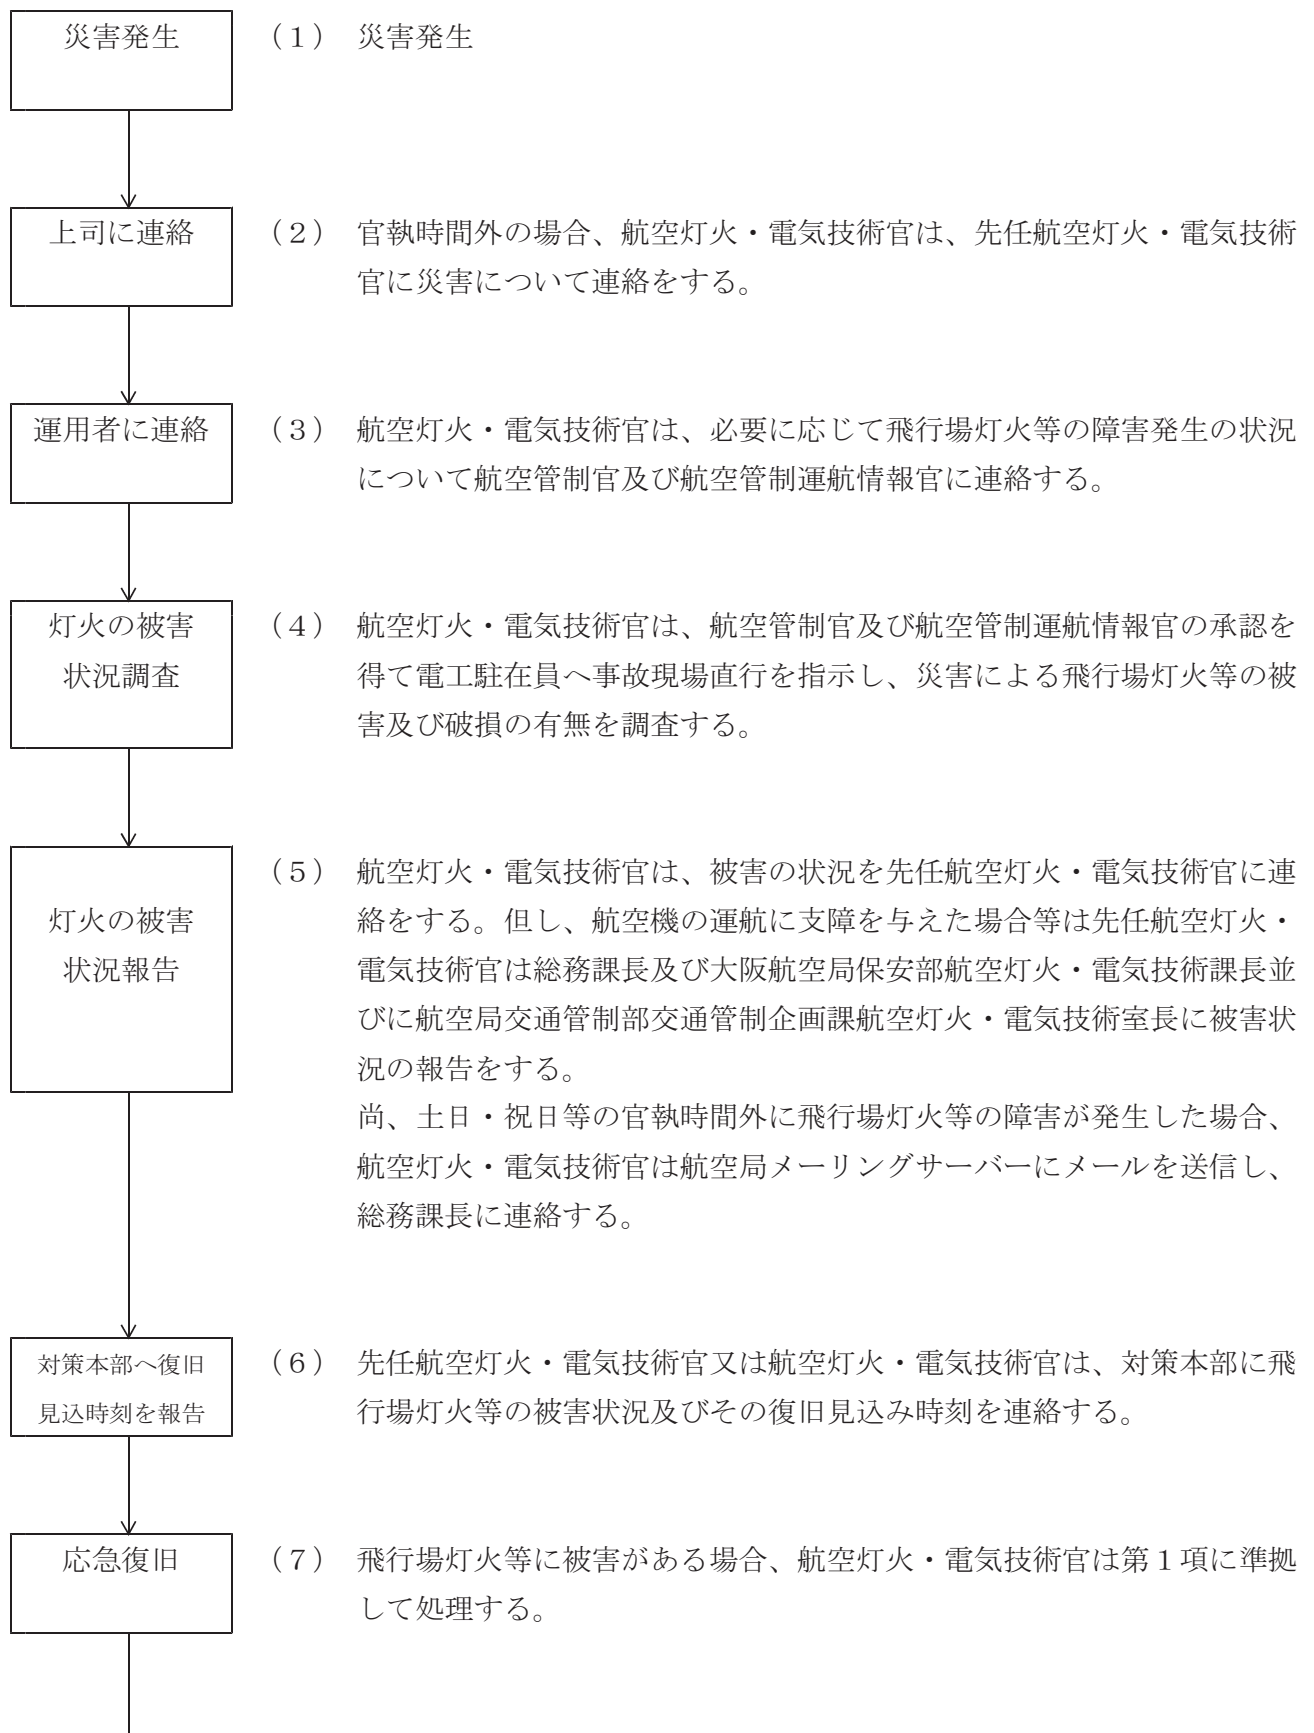 災害発生
（１） 災害発生
上司に連絡
（２） 官執時間外の場合、航空灯火・電気技術官は、先任航空灯火・電気技術
官に災害について連絡をする。
運用者に連絡
（３） 航空灯火・電気技術官は、必要に応じて飛行場灯火等の障害発生の状況
について航空管制官及び航空管制運航情報官に連絡する。
灯火の被害
状況調査
（４） 航空灯火・電気技術官は、航空管制官及び航空管制運航情報官の承認を
得て電工駐在員へ事故現場直行を指示し、災害による飛行場灯火等の被
害及び破損の有無を調査する。
灯火の被害
状況報告
（５） 航空灯火・電気技術官は、被害の状況を先任航空灯火・電気技術官に連
絡をする。但し、航空機の運航に支障を与えた場合等は先任航空灯火・
電気技術官は総務課長及び大阪航空局保安部航空灯火・電気技術課長並
びに航空局交通管制部交通管制企画課航空灯火・電気技術室長に被害状
況の報告をする。
尚、土日・祝日等の官執時間外に飛行場灯火等の障害が発生した場合、
航空灯火・電気技術官は航空局メーリングサーバーにメールを送信し、
総務課長に連絡する。
対策本部へ復旧
見込時刻を報告
（６） 先任航空灯火・電気技術官又は航空灯火・電気技術官は、対策本部に飛
行場灯火等の被害状況及びその復旧見込み時刻を連絡する。
応急復旧
（７） 飛行場灯火等に被害がある場合、航空灯火・電気技術官は第１項に準拠
して処理する。